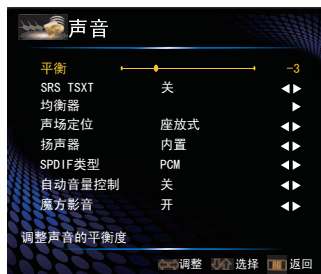 声音
平衡 -3
SRS TSXT 关
均衡器
声场定位 座放式
扬声器 内置
SPDIF类型 PCM
自动音量控制 关
魔方影音 开
调整声音的平衡度
调整 选择 返回